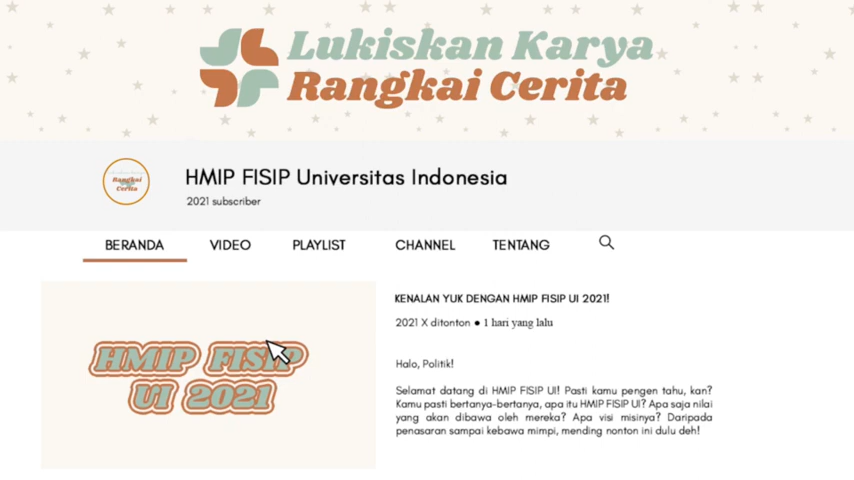 Lukiskan Karya
Rangkai Cerita
Rangkai
Cerita
HMIP FISIP Universitas Indonesia
2021 subscriber
BERANDA VIDEO PLAYLIST CHANNEL TENTANG
HMIP FISIP
UI 2021
KENALAN YUK DENGAN HMIP FISIP UI 2021!
2021 X ditonton ● 1 hari yang lalu
Halo, Politik!
Selamat datang di HMIP FISIP UI! Pasti kamu pengen tahu, kan?
Kamu pasti bertanya-bertanya, apa itu HMIP FISIP UI? Apa saja nilai
yang akan dibawa oleh mereka? Apa visi misinya? Daripada
penasaran sampai kebawa mimpi, mending nonton ini dulu deh!